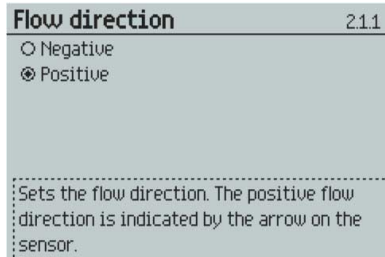 Flow direction 2.1.1
Negative
Positive
Sets the flow direction. The positive flow
direction is indicated by the arrow on the
sensor.